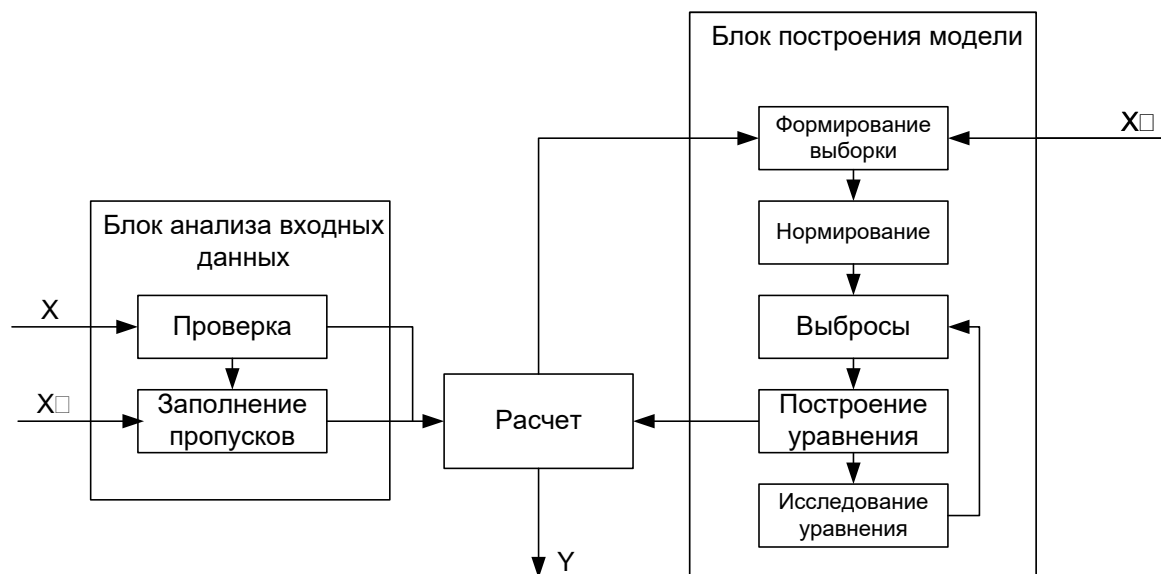 Блок построения модели
Формирование
выборки
X□
Нормирование
Блок анализа входных
данных
X
Проверка
Выбросы
X□
Заполнение
пропусков
Расчет
Построение
уравнения
Исследование
уравнения
Y